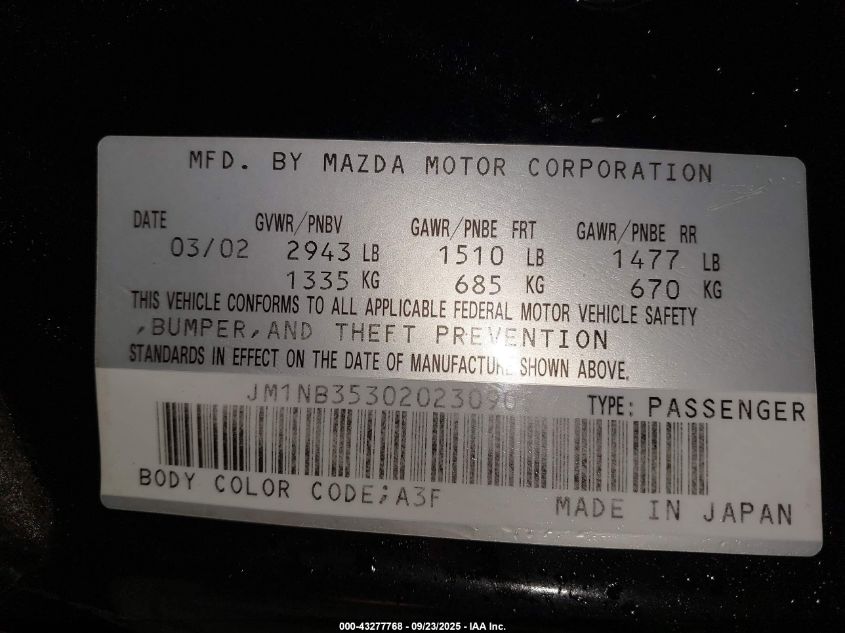 MFD. BY MAZDA MOTOR CORPORATION
DATE GVWR/PNBV GAWR/PNBE FRT GAWR/PNBE RR
03/02 2943 LB 1510 LB 1477 LB
1335 KG 685 KG 670 KG
THIS VEHICLE CONFORMS TO ALL APPLICABLE FEDERAL MOTOR VEHICLE SAFETY
,BUMPER,AND THEFT PREVENTION
STANDARDS IN EFFECT ON THE DATE OF MANUFACTURE SHOWN ABOVE.
TYPE: PASSENGER
BODY COLOR CODE;A3F
MADE IN JAPAN
000-43277768 - 09/23/2025 - IAA Inc.